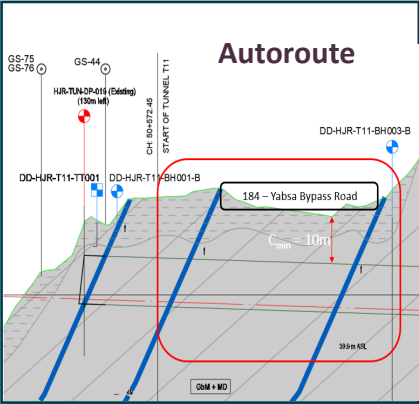 Autoroute
GS-75
GS-76
GS-44
HJR-TUN-DP-019 (Existing)
(130m left)
CH: 50+572.45
START OF TUNNEL T11
DD-HJR-T11-BH003-B
DD-HJR-T11-TT001
DD-HJR-T11-BH001-B
184 – Yabsa Bypass Road
Cmin = 10m
f
f
f
39.9 m ASL
GbM + MD